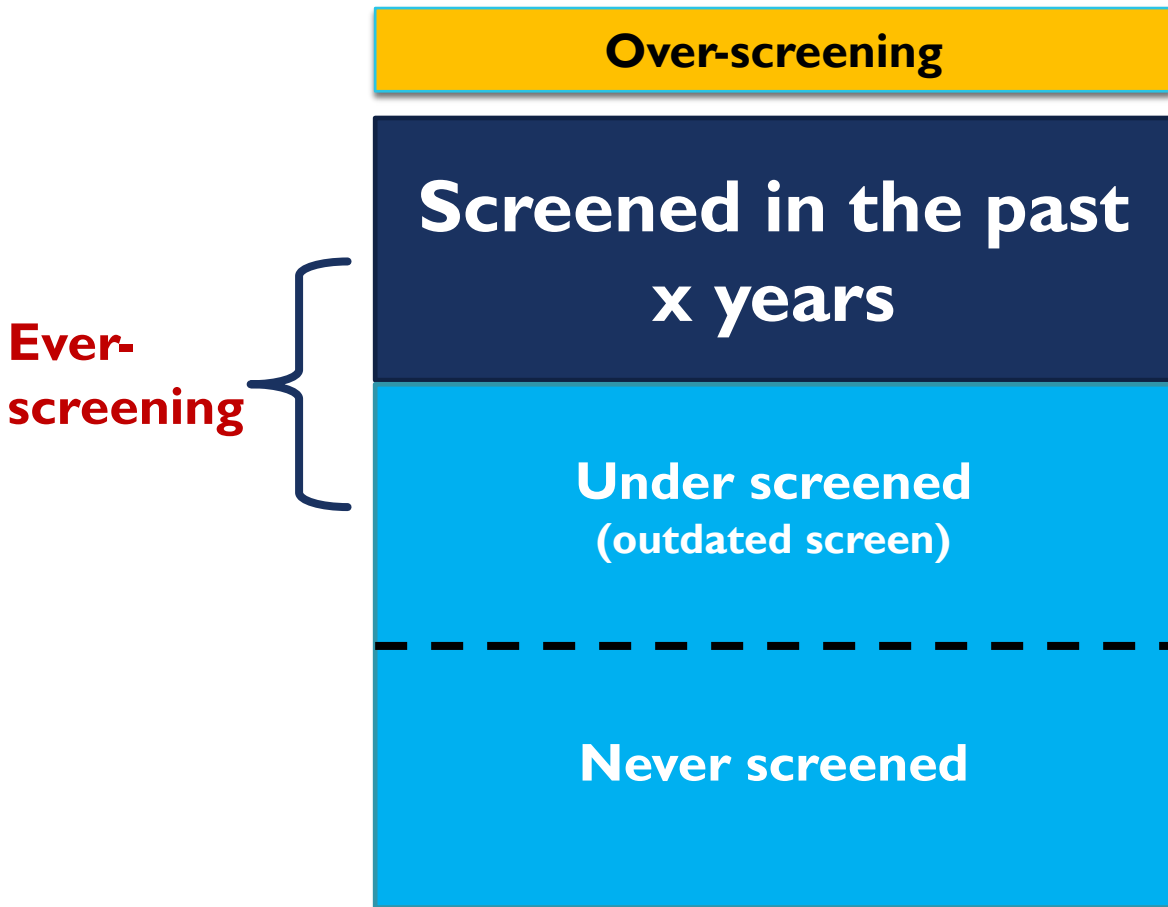 Over-screening
Screened in the past
x years
Ever-
screening
Under screened
(outdated screen)
Never screened